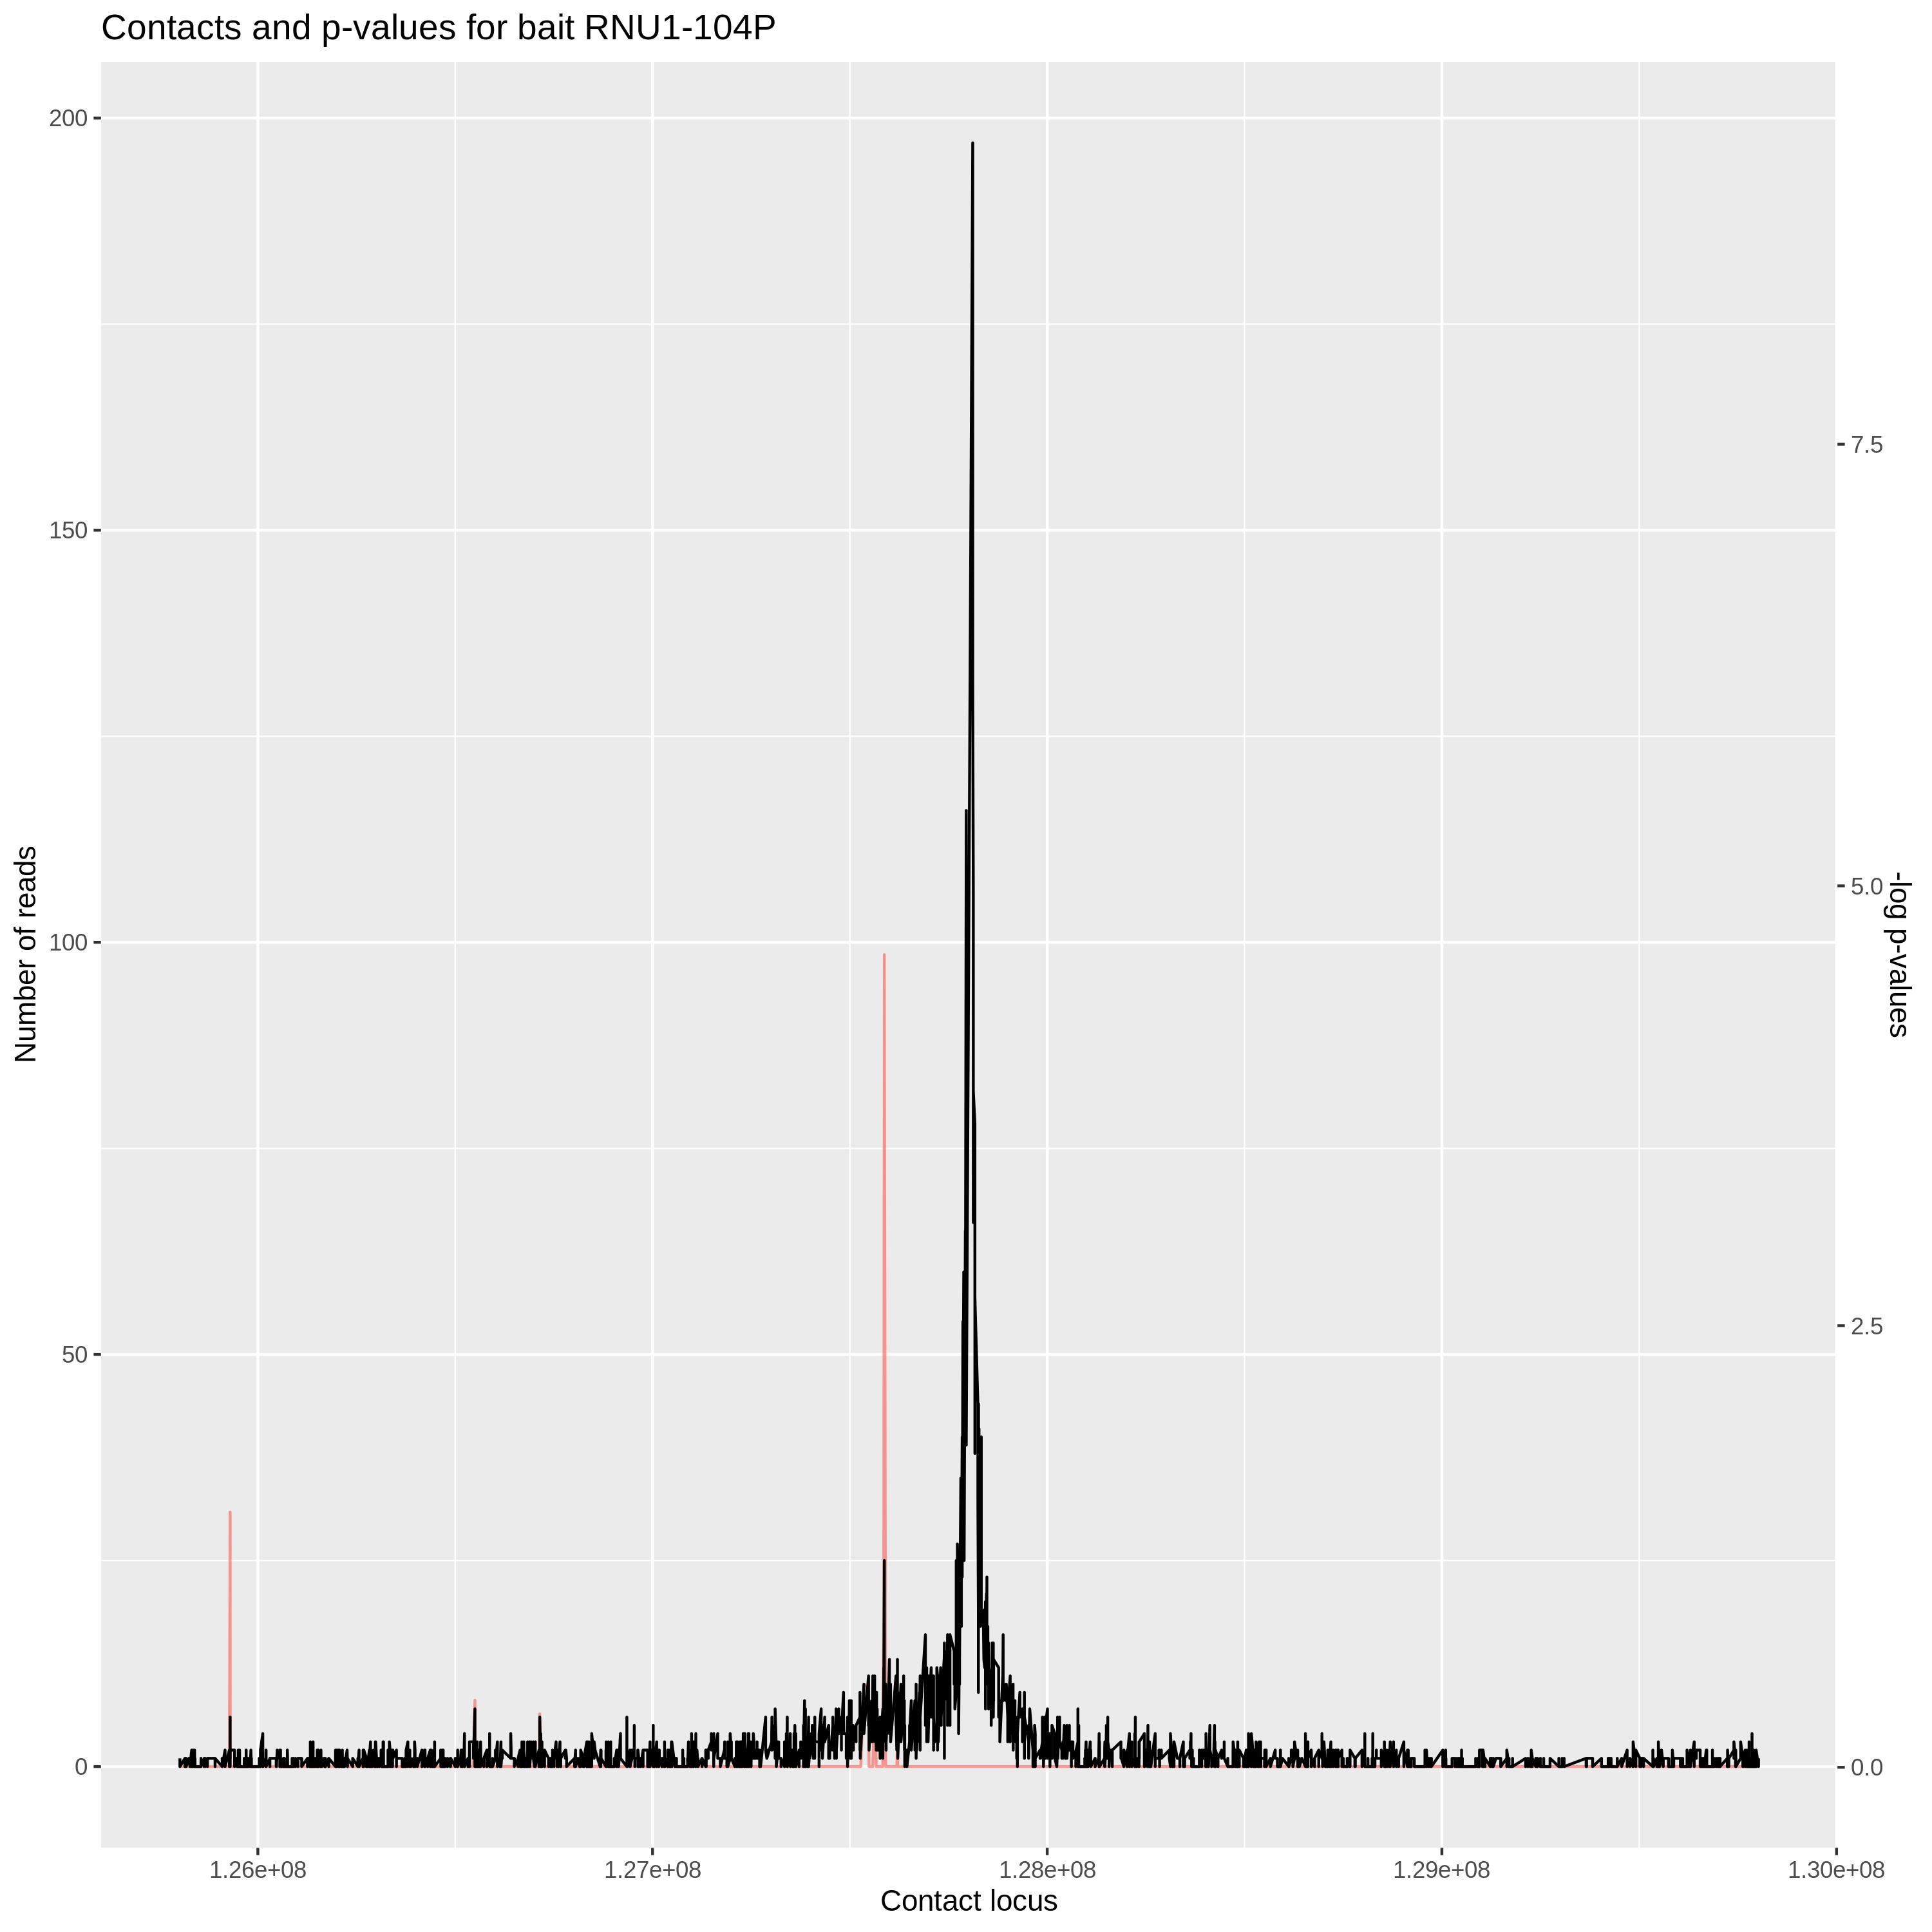 Contacts and p-values for bait RNU1-104P
200
150
100
50
0
Number of reads
7.5
5.0
2.5
0.0
-log p-values
1.26e+08
1.27e+08
1.28e+08
1.29e+08
1.30e+08
Contact locus